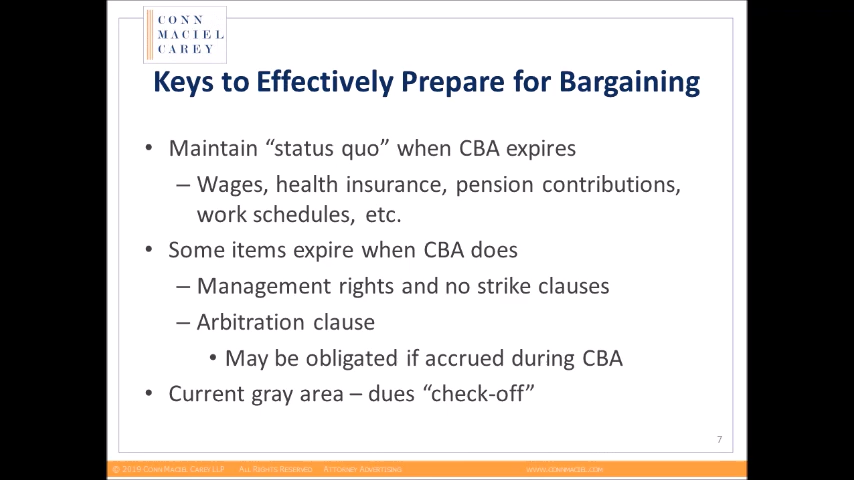 CONN
MACIEL
CAREY
Keys to Effectively Prepare for Bargaining
• Maintain “status quo” when CBA expires
– Wages, health insurance, pension contributions,
work schedules, etc.
• Some items expire when CBA does
– Management rights and no strike clauses
– Arbitration clause
• May be obligated if accrued during CBA
• Current gray area – dues “check-off”
7
© 2019 CONN MACIEL CAREY LLP ALL RIGHTS RESERVED ATTORNEY ADVERTISING WWW.CONNMACIEL.COM